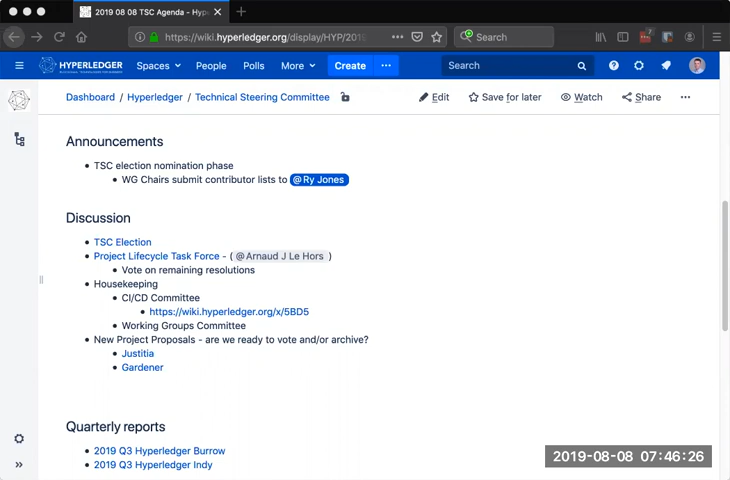 2019 08 08 TSC Agenda - Hype
https://wiki.hyperledger.org/display/HYP/2019
Search
7
HYPERLEDGER
Spaces
People
Polls
More
Create
Search
Dashboard / Hyperledger / Technical Steering Committee
Edit
Save for later
Watch
Share
Announcements
TSC election nomination phase
WG Chairs submit contributor lists to @Ry Jones
Discussion
TSC Election
Project Lifecycle Task Force - ( @Arnaud J Le Hors )
Vote on remaining resolutions
Housekeeping
CI/CD Committee
https://wiki.hyperledger.org/x/5BD5
Working Groups Committee
New Project Proposals - are we ready to vote and/or archive?
Justitia
Gardener
Quarterly reports
2019 Q3 Hyperledger Burrow
2019 Q3 Hyperledger Indy
2019-08-08 07:46:26